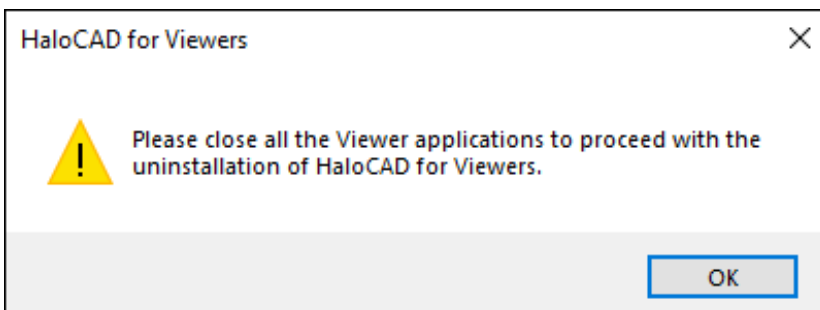 HaloCAD for Viewers
Please close all the Viewer applications to proceed with the
uninstallation of HaloCAD for Viewers.
OK